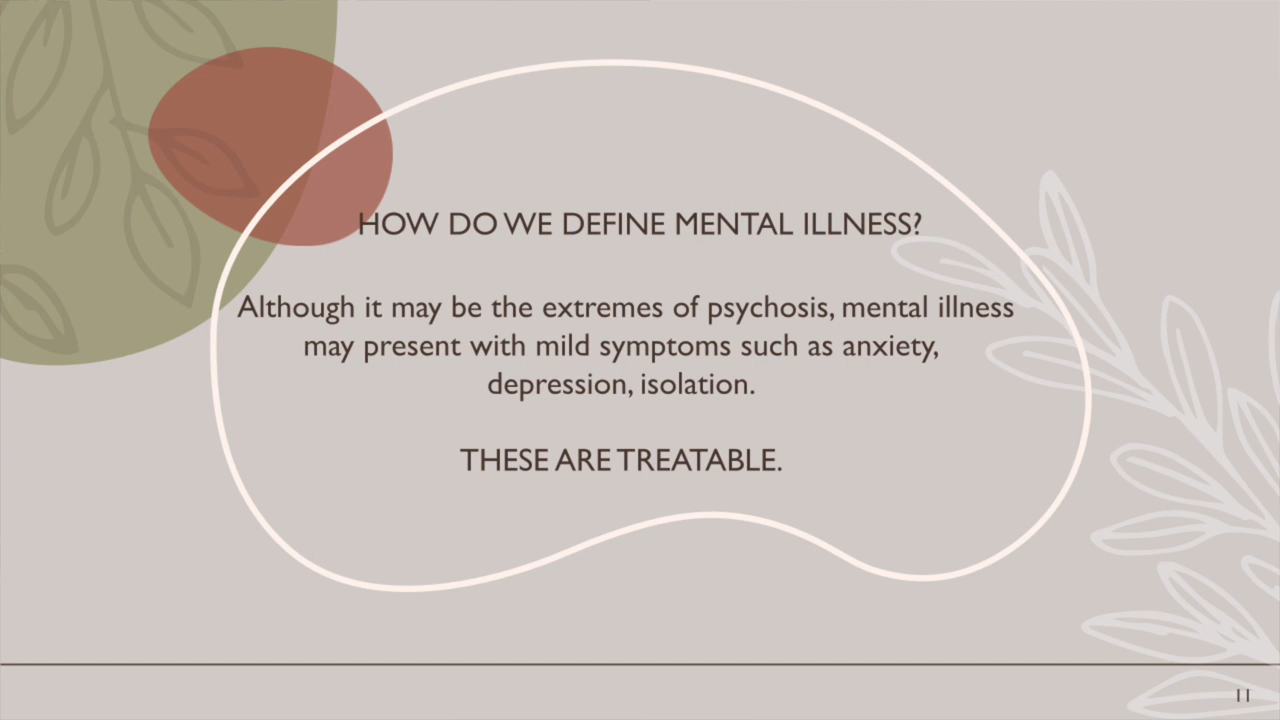 HOW DO WE DEFINE MENTAL ILLNESS?
Although it may be the extremes of psychosis, mental illness
may present with mild symptoms such as anxiety,
depression, isolation.
THESE ARE TREATABLE.
11